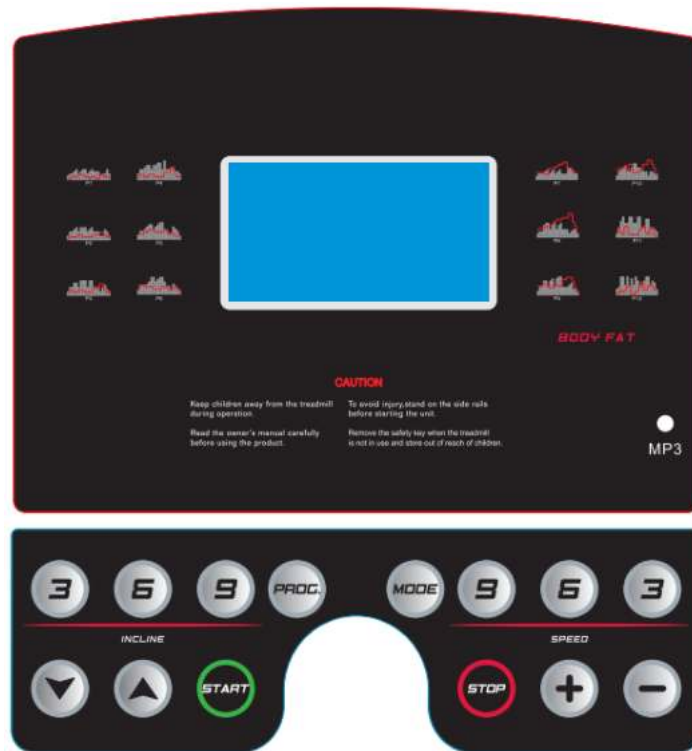 P7
P10
P11
BODY FAT
CAUTION
Keep children away from the treadmill
during operation.
Read the owner's manual carefully
before using the product.
To avoid injury,stand on the side rails
before starting the unit.
Remove the safety key when the treadmill
is not in use and store out of reach of children.
MP3
3 6 9 PROG. MODE 9 6 3
INCLINE SPEED
START STOP + −